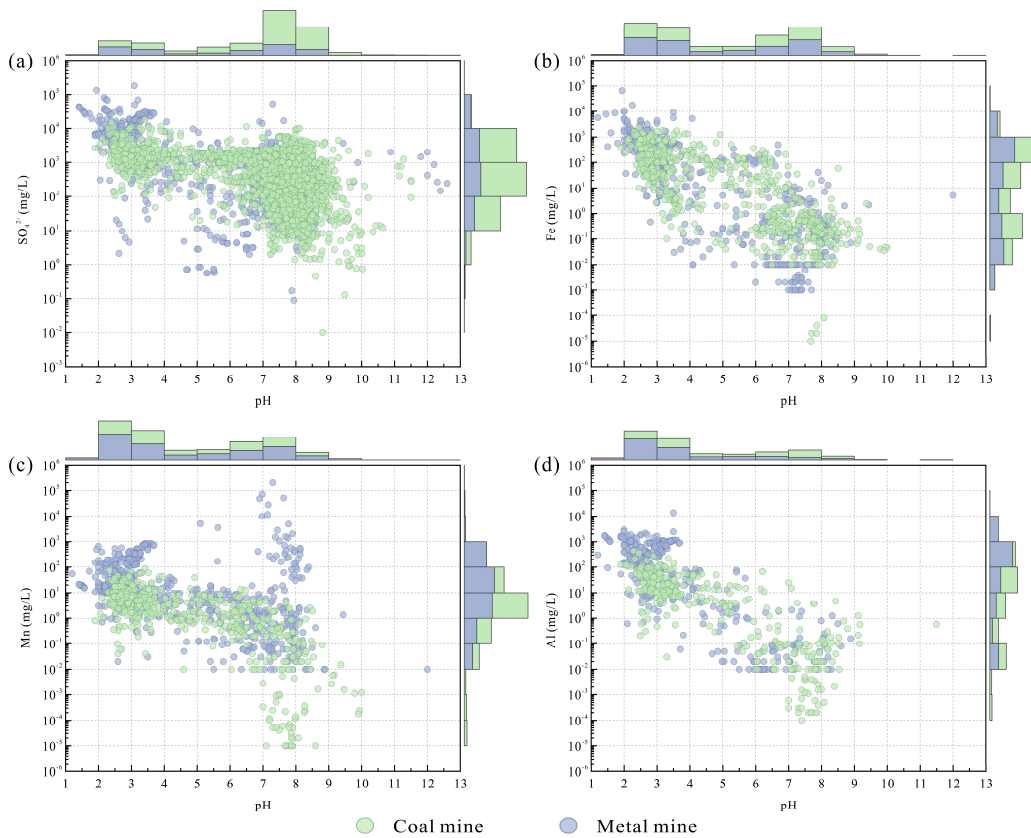 (a)
10⁶
10⁵
10⁴
10³
10²
10¹
10⁰
10⁻¹
10⁻²
10⁻³
SO₄²⁻ (mg/L)
1 2 3 4 5 6 7 8 9 10 11 12 13
pH
(b)
10⁶
10⁵
10⁴
10³
10²
10¹
10⁰
10⁻¹
10⁻²
10⁻³
10⁻⁴
10⁻⁵
10⁻⁶
Fe (mg/L)
1 2 3 4 5 6 7 8 9 10 11 12 13
pH
(c)
10⁶
10⁵
10⁴
10³
10²
10¹
10⁰
10⁻¹
10⁻²
10⁻³
10⁻⁴
10⁻⁵
10⁻⁶
Mn (mg/L)
1 2 3 4 5 6 7 8 9 10 11 12 13
pH
(d)
10⁶
10⁵
10⁴
10³
10²
10¹
10⁰
10⁻¹
10⁻²
10⁻³
10⁻⁴
10⁻⁵
10⁻⁶
Al (mg/L)
1 2 3 4 5 6 7 8 9 10 11 12 13
pH
Coal mine Metal mine